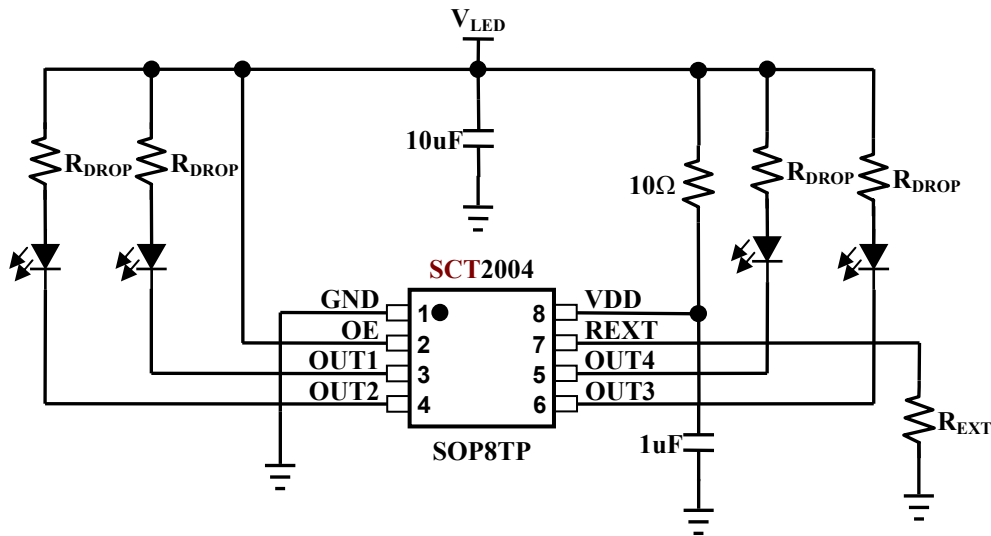 VLED
RDROP
RDROP
10uF
10Ω
RDROP
RDROP
SCT2004
GND
1
8
VDD
OE
2
7
REXT
OUT1
3
5
OUT4
OUT2
4
6
OUT3
SOP8TP
1uF
REXT